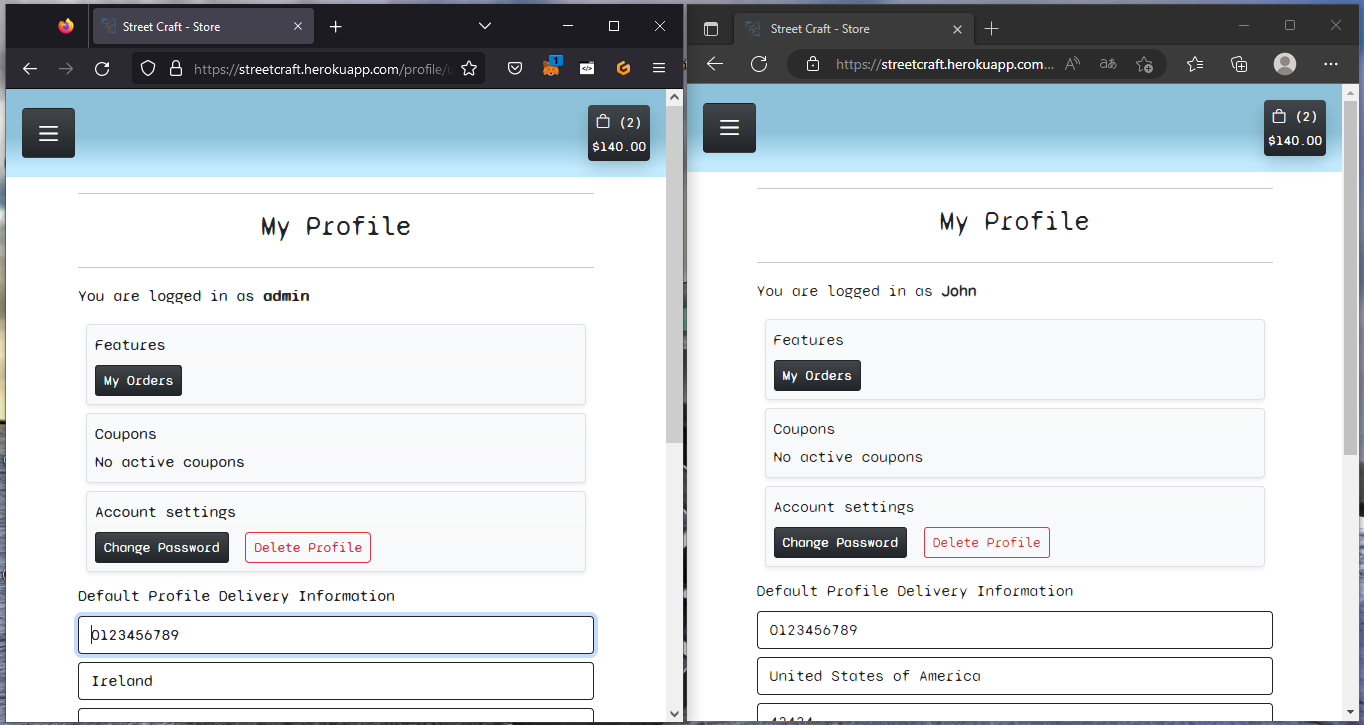 Street Craft - Store
https://streetcraft.herokuapp.com/profile/u
1
(2)
$140.00
My Profile
You are logged in as admin
Features
My Orders
Coupons
No active coupons
Account settings
Change Password
Delete Profile
Default Profile Delivery Information
0123456789
Ireland
Street Craft - Store
https://streetcraft.herokuapp.com...
(2)
$140.00
My Profile
You are logged in as John
Features
My Orders
Coupons
No active coupons
Account settings
Change Password
Delete Profile
Default Profile Delivery Information
0123456789
United States of America